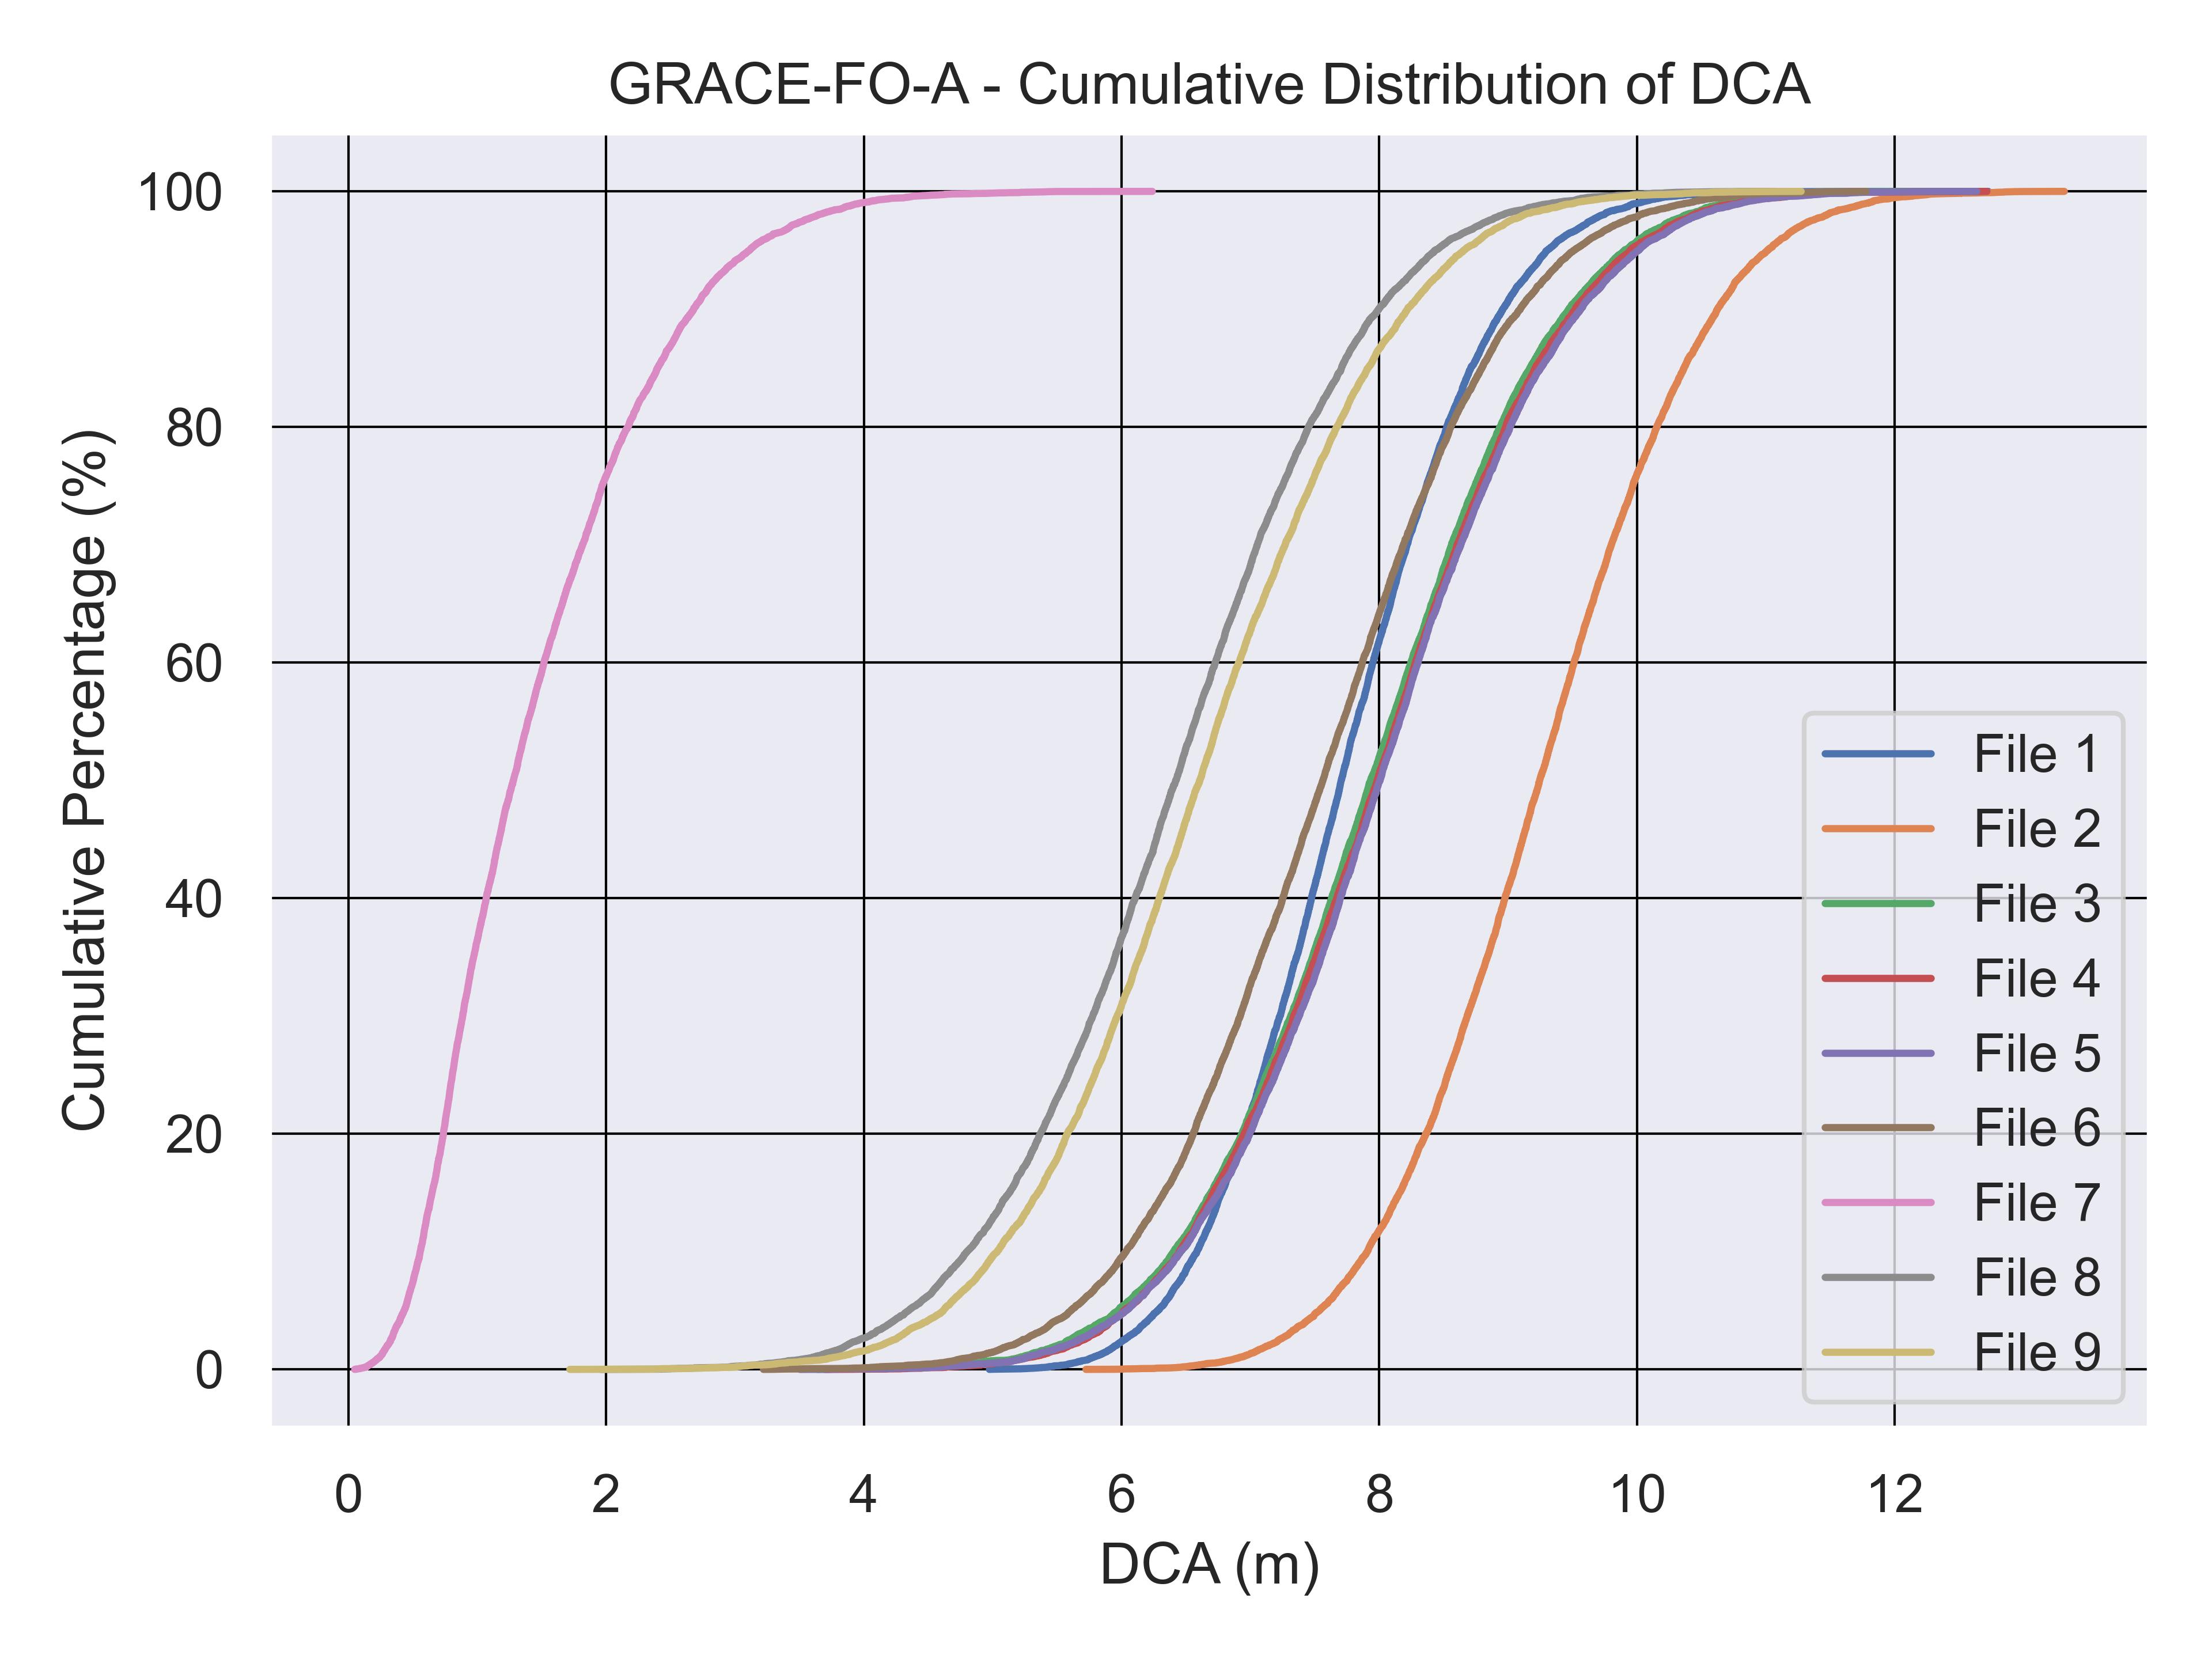 GRACE-FO-A - Cumulative Distribution of DCA
Cumulative Percentage (%)
100
80
60
40
20
0
0 2 4 6 8 10 12
DCA (m)
File 1
File 2
File 3
File 4
File 5
File 6
File 7
File 8
File 9